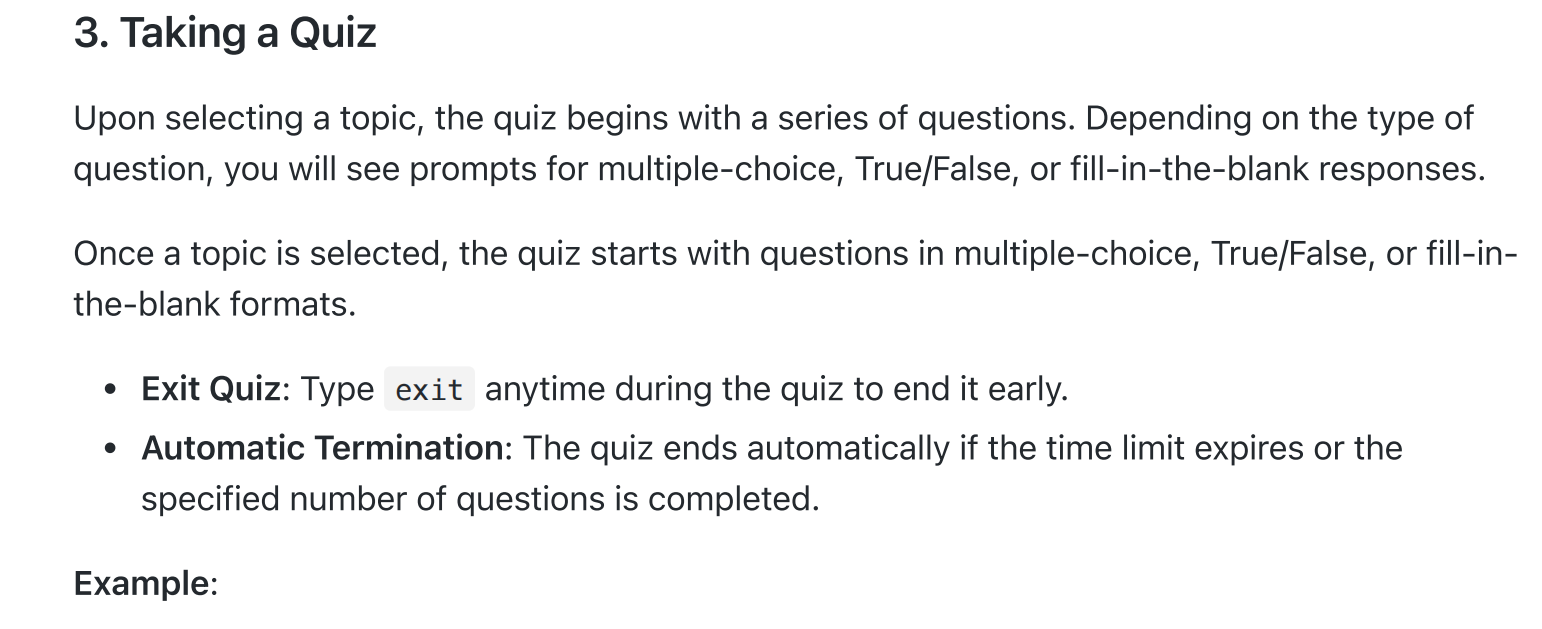 3. Taking a Quiz
Upon selecting a topic, the quiz begins with a series of questions. Depending on the type of
question, you will see prompts for multiple-choice, True/False, or fill-in-the-blank responses.
Once a topic is selected, the quiz starts with questions in multiple-choice, True/False, or fill-in-
the-blank formats.
• Exit Quiz: Type exit anytime during the quiz to end it early.
• Automatic Termination: The quiz ends automatically if the time limit expires or the
specified number of questions is completed.
Example: